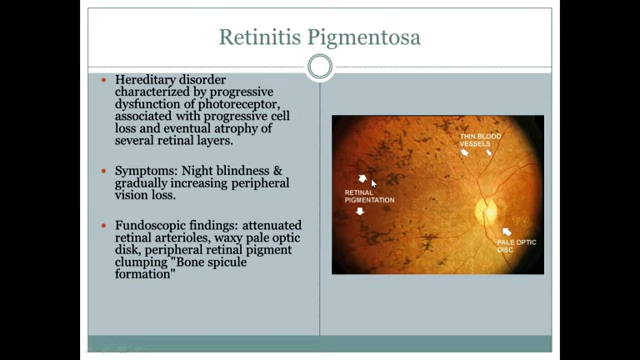 Retinitis Pigmentosa
Hereditary disorder
characterized by progressive
dysfunction of photoreceptor,
associated with progressive cell
loss and eventual atrophy of
several retinal layers.
Symptoms: Night blindness &
gradually increasing peripheral
vision loss.
Fundoscopic findings: attenuated
retinal arterioles, waxy pale optic
disk, peripheral retinal pigment
clumping "Bone spicule
formation"
THIN BLOOD
VESSELS
RETINAL
PIGMENTATION
PALE OPTIC
DISC